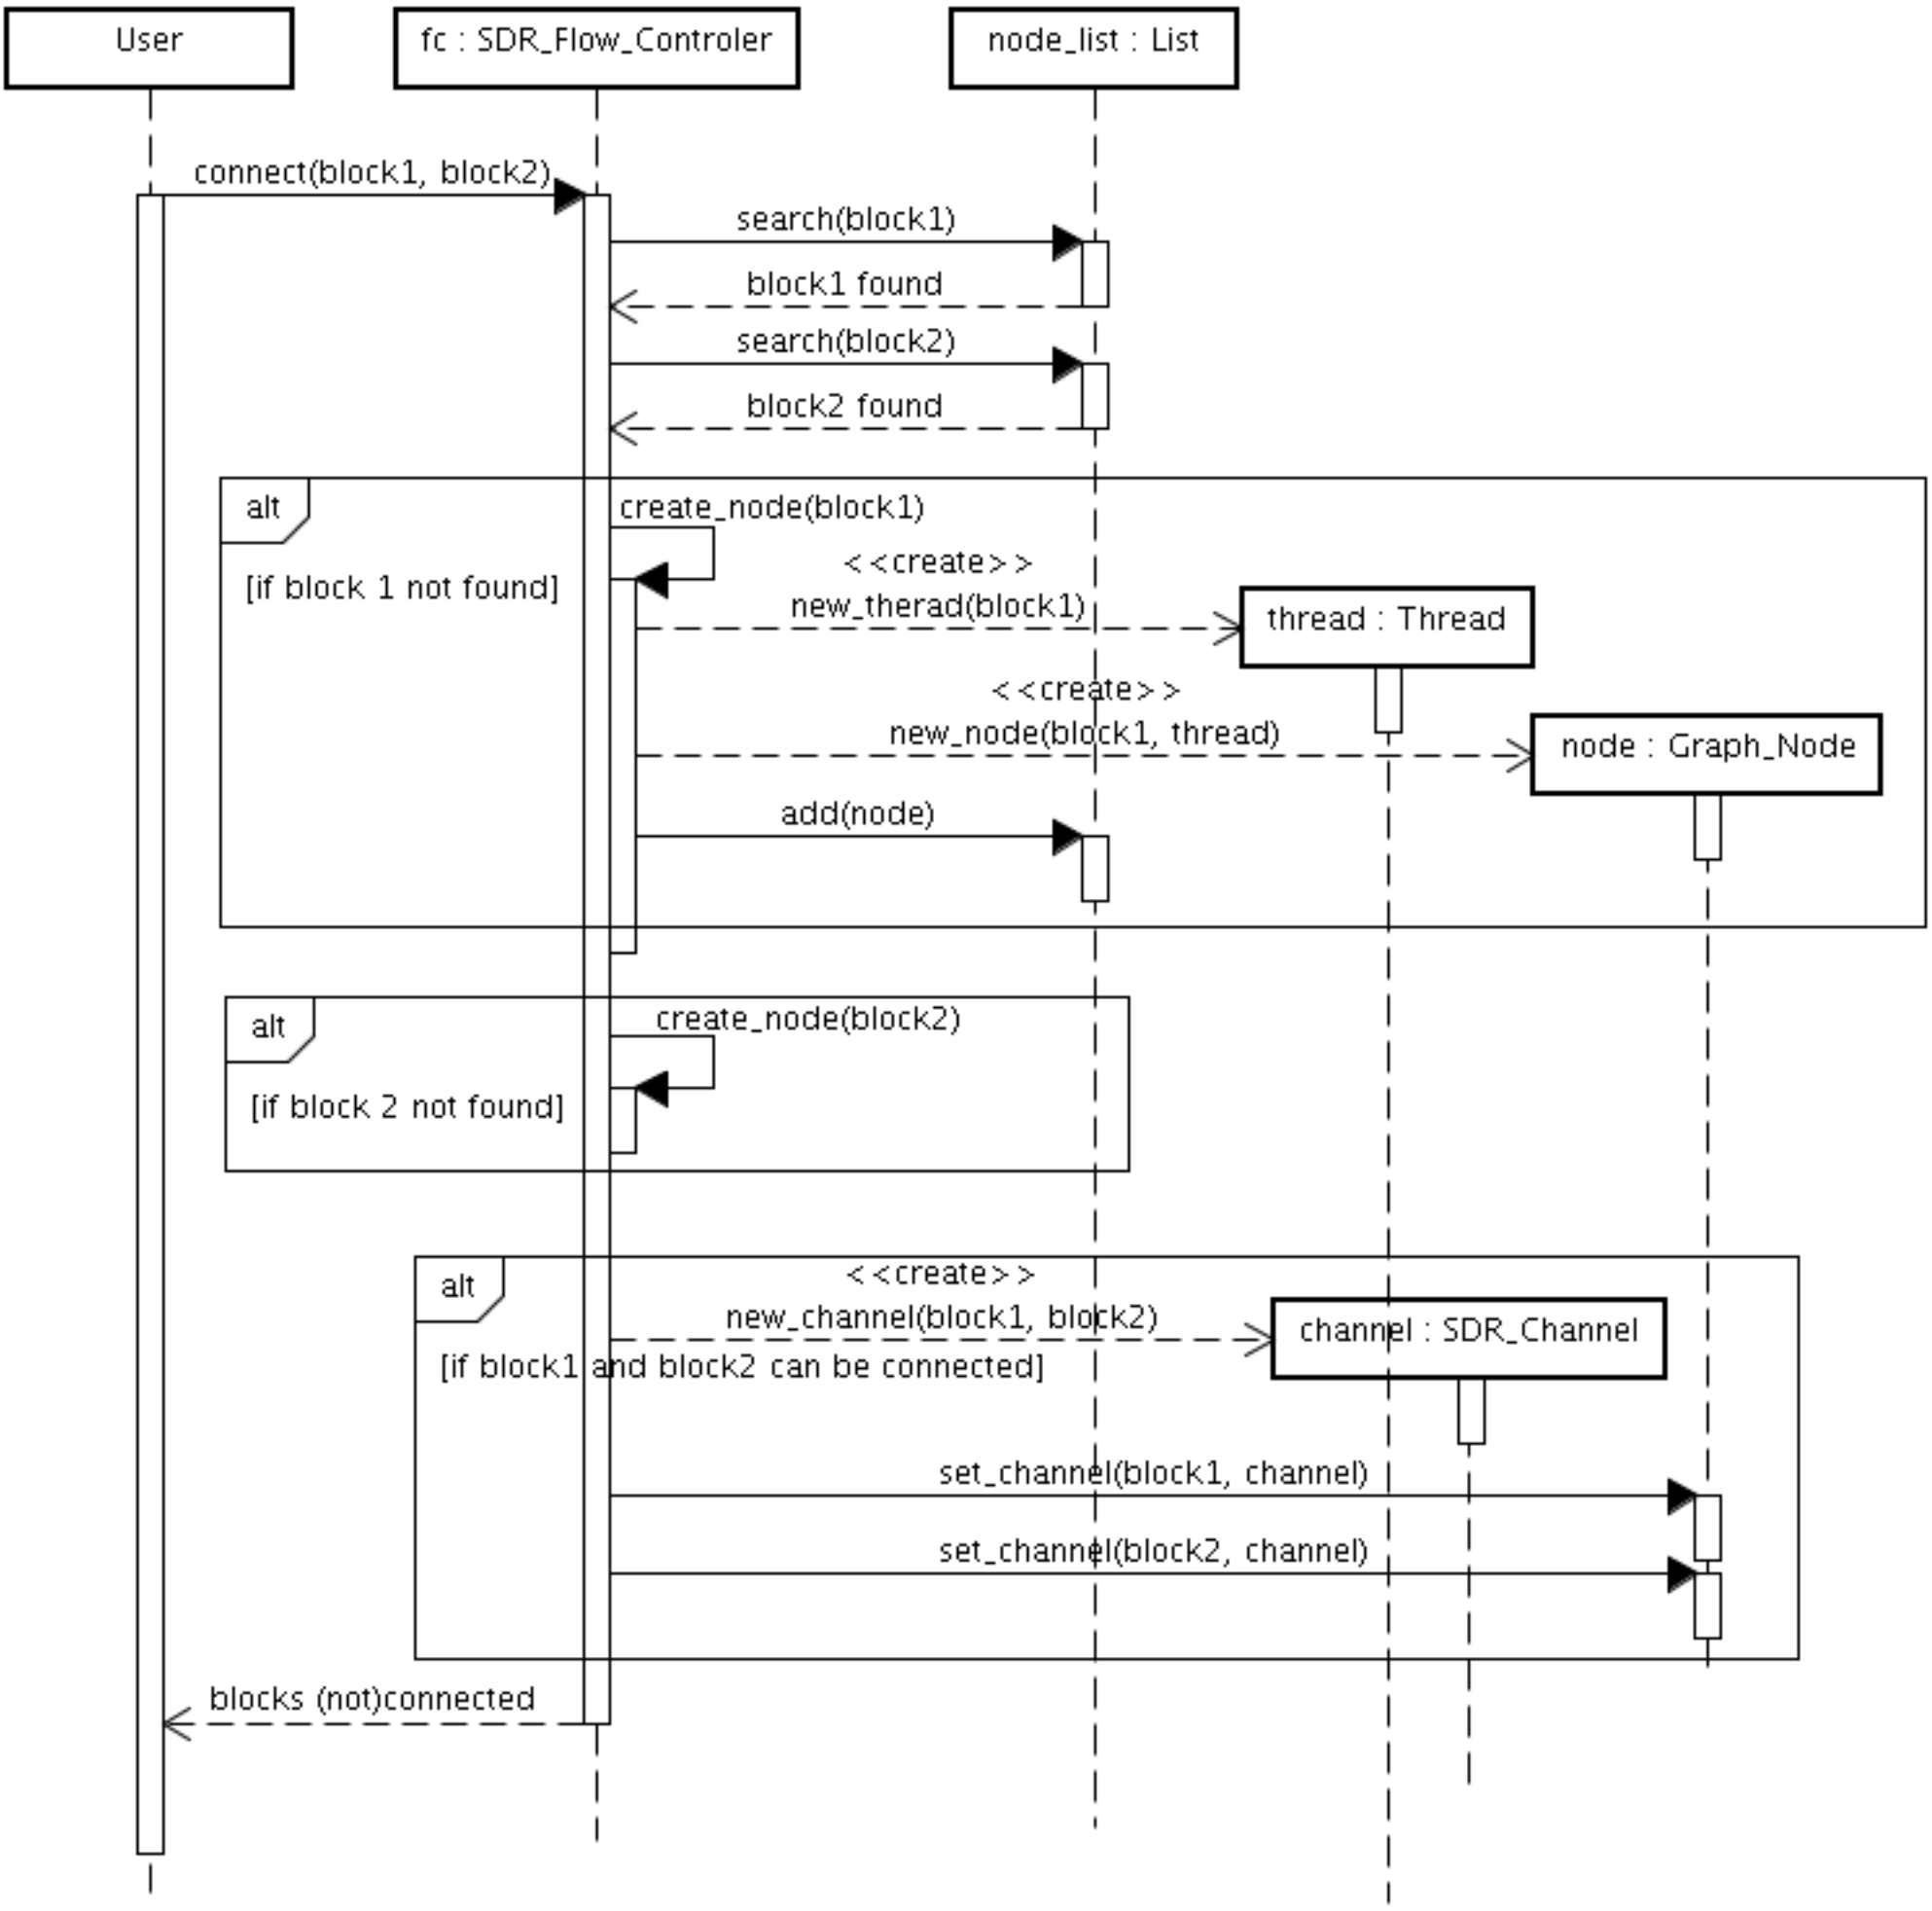 User
fc : SDR_Flow_Controler
node_list : List
connect(block1, block2)
search(block1)
block1 found
search(block2)
block2 found
alt
create_node(block1)
[if block 1 not found]
<<create>>
new_therad(block1)
thread : Thread
<<create>>
new_node(block1, thread)
node : Graph_Node
add(node)
alt
create_node(block2)
[if block 2 not found]
alt
<<create>>
new_channel(block1, block2)
channel : SDR_Channel
[if block1 and block2 can be connected]
set_channel(block1, channel)
set_channel(block2, channel)
blocks (not)connected